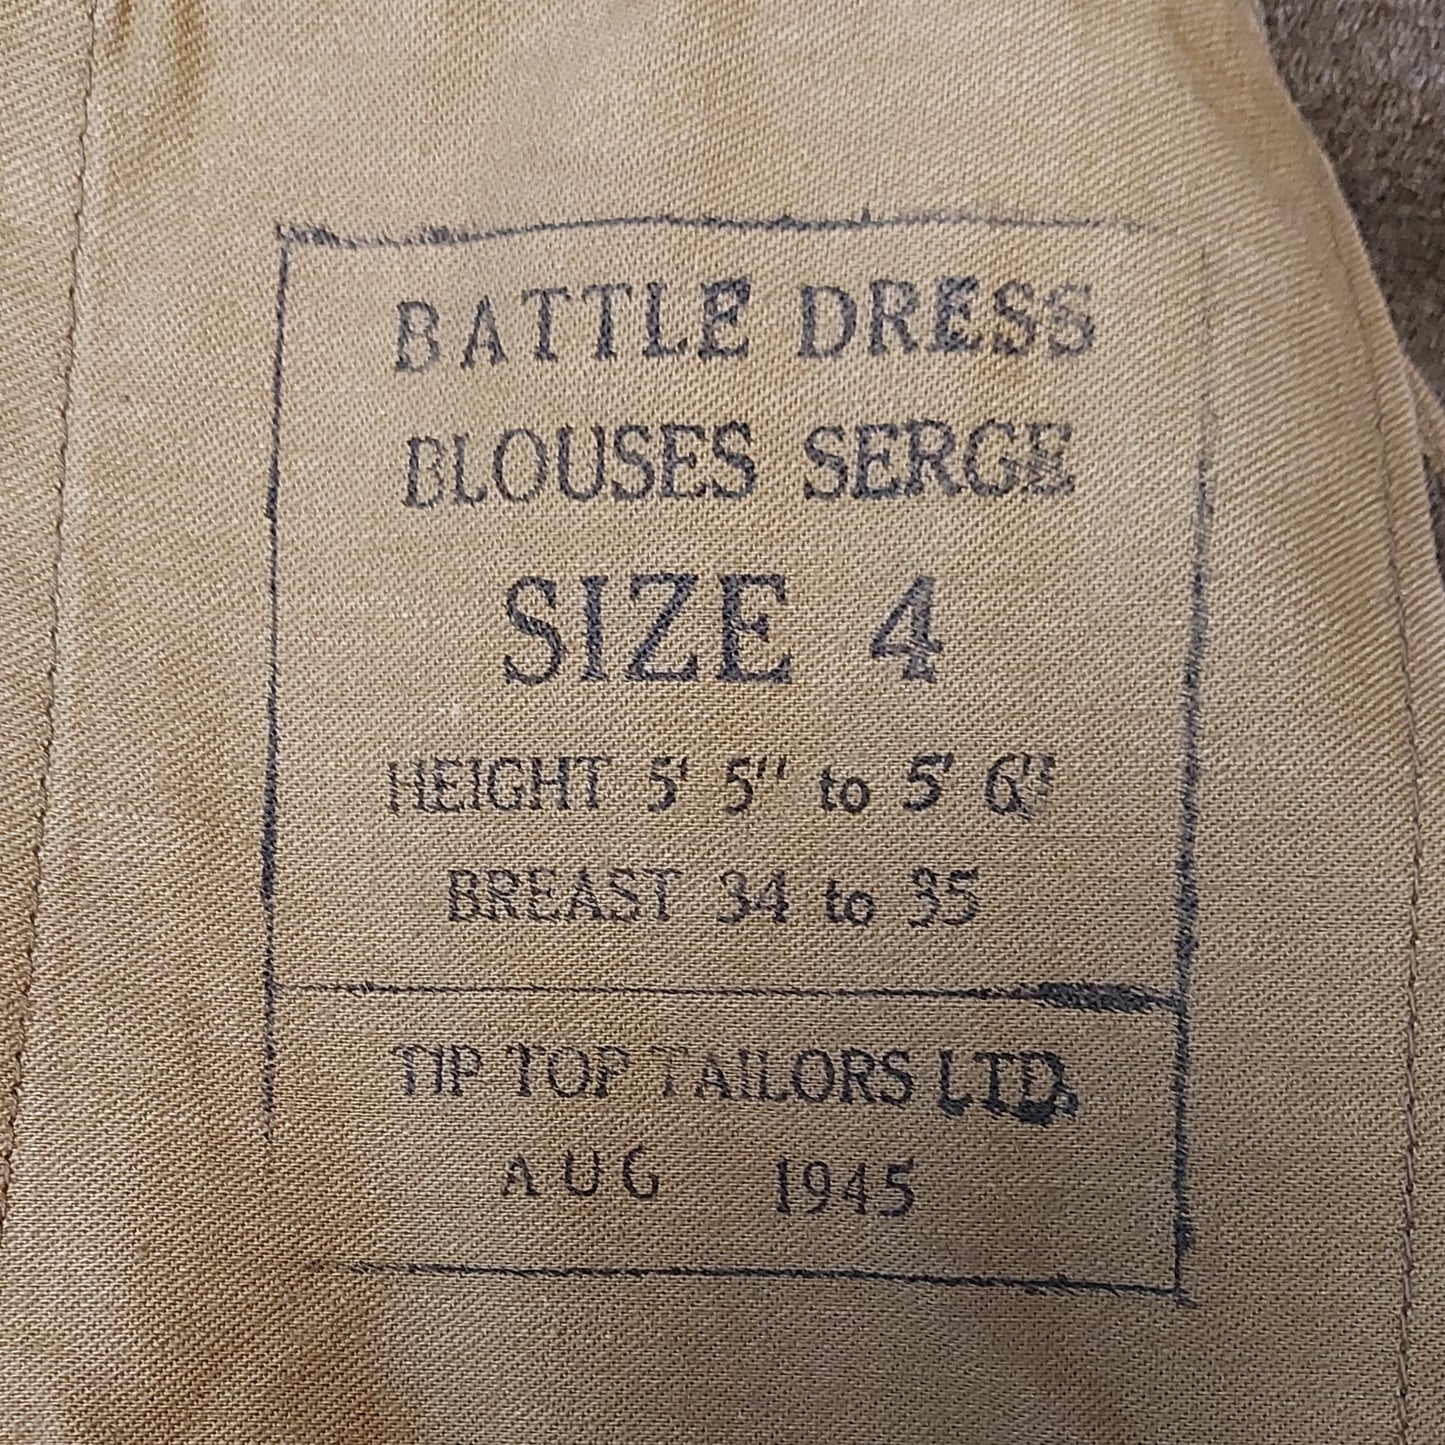 BATTLE DRESS
BLOUSES SERGE
SIZE 4
HEIGHT 5' 5" to 5' 6"
BREAST 34 to 35
TIP TOP TAILORS LTD.
AUG 1945